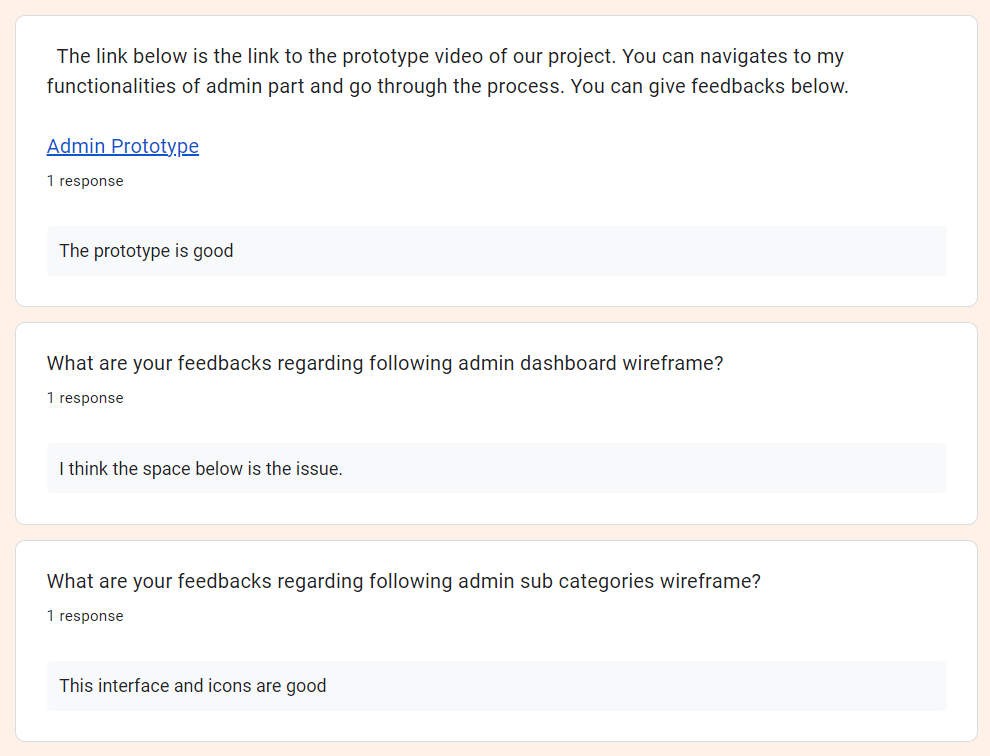 The link below is the link to the prototype video of our project. You can navigates to my
functionalities of admin part and go through the process. You can give feedbacks below.
Admin Prototype
1 response
The prototype is good
What are your feedbacks regarding following admin dashboard wireframe?
1 response
I think the space below is the issue.
What are your feedbacks regarding following admin sub categories wireframe?
1 response
This interface and icons are good